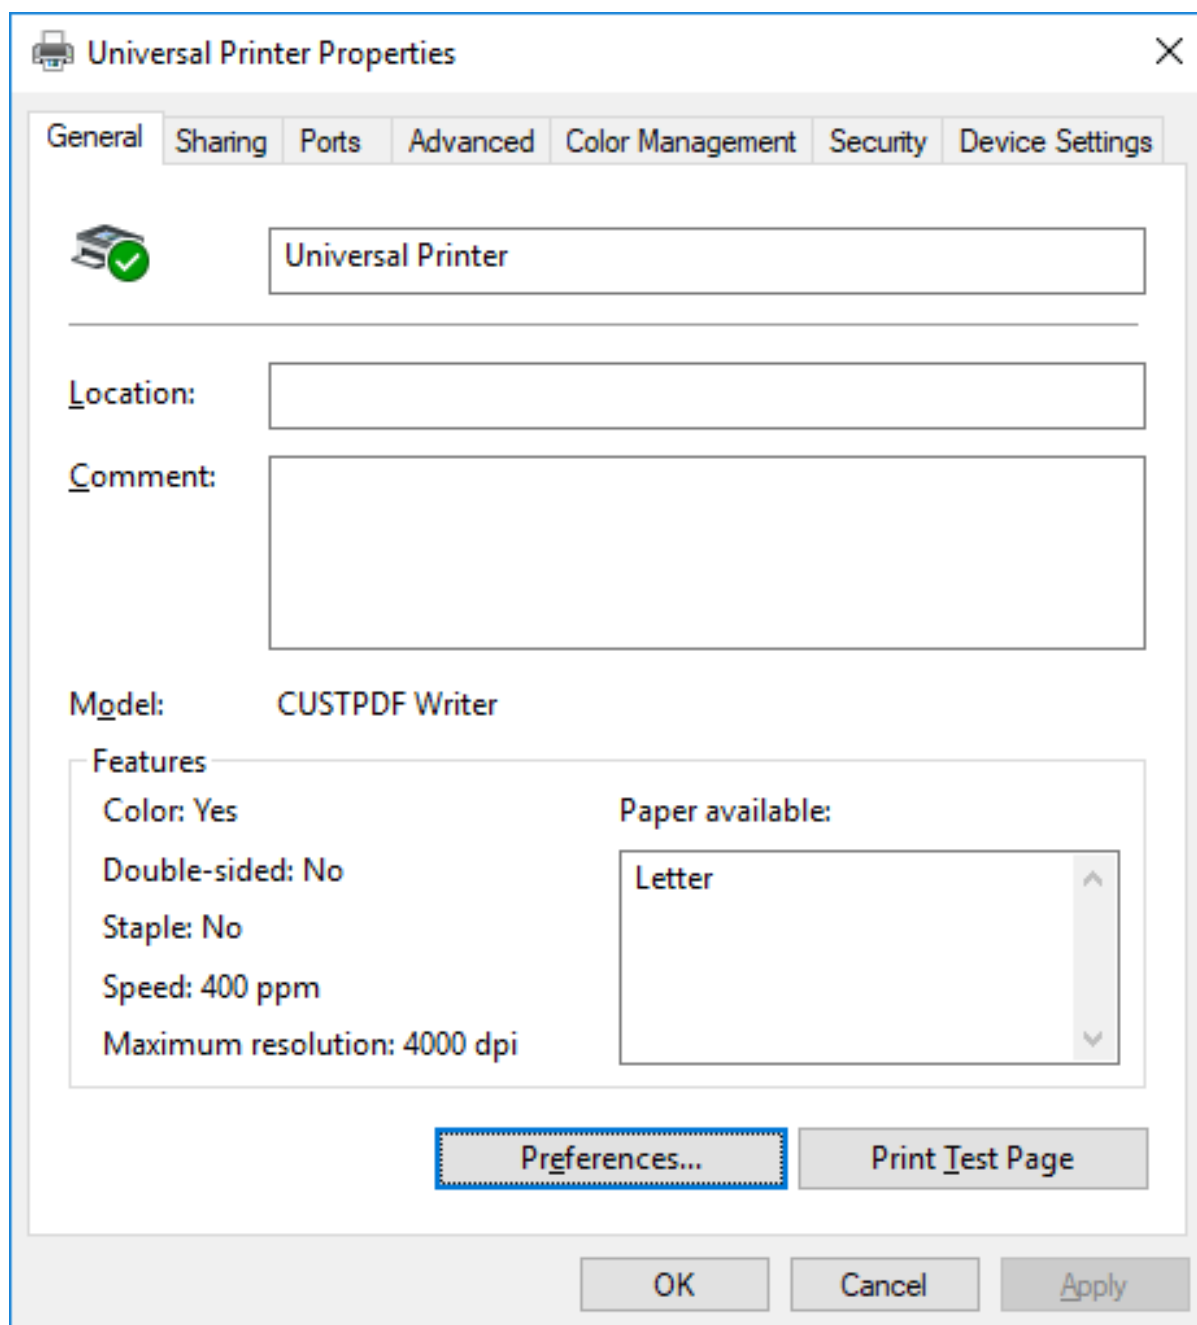 Universal Printer Properties
General Sharing Ports Advanced Color Management Security Device Settings
Universal Printer
Location:
Comment:
Model: CUSTPDF Writer
Features
Color: Yes Paper available:
Double-sided: No Letter
Staple: No
Speed: 400 ppm
Maximum resolution: 4000 dpi
Preferences... Print Test Page
OK Cancel Apply